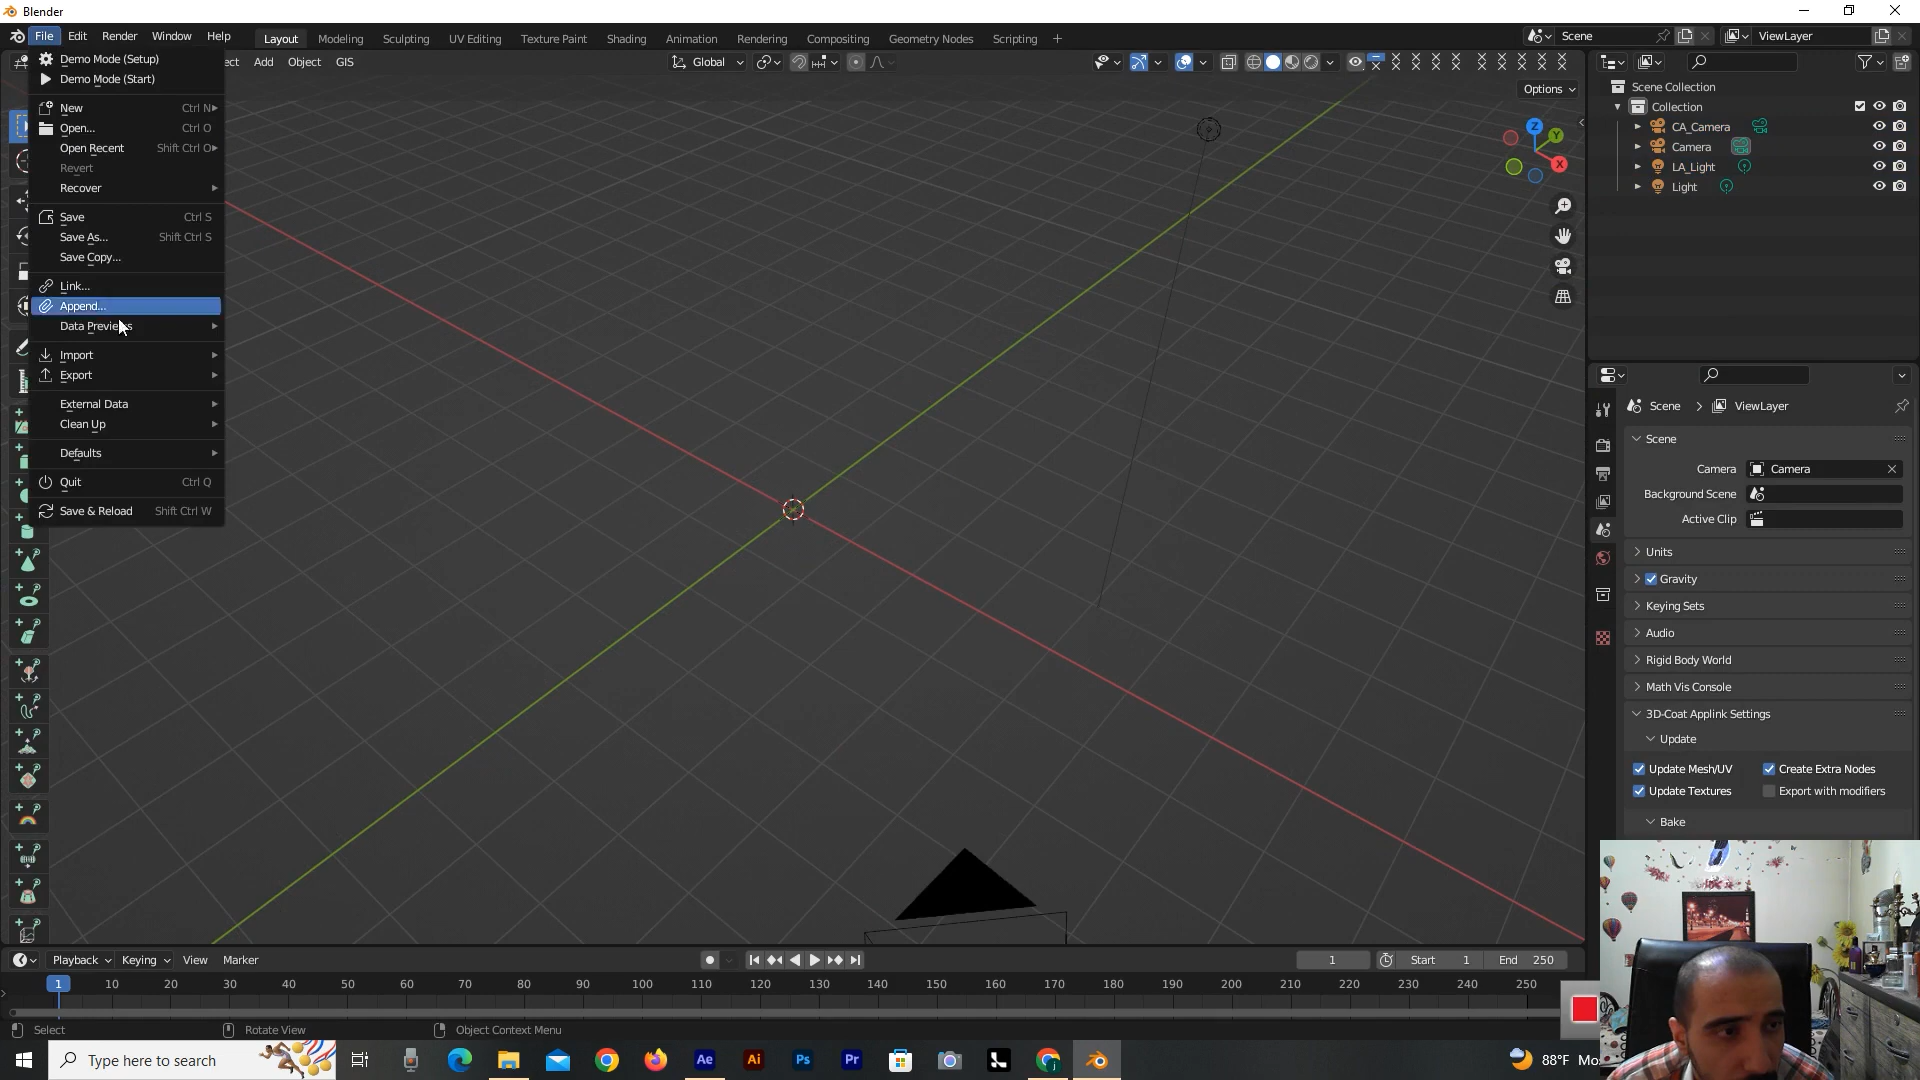 Blender
File Edit Render Window Help Layout Modeling Sculpting UV Editing Texture Paint Shading Animation Rendering Compositing Geometry Nodes Scripting + Scene ViewLayer
Demo Mode (Setup)
Demo Mode (Start)
New Ctrl N
Open... Ctrl O
Open Recent Shift Ctrl O
Revert
Recover
Save Ctrl S
Save As... Shift Ctrl S
Save Copy...
Link...
Append...
Data Previews
Import
Export
External Data
Clean Up
Defaults
Quit Ctrl Q
Save & Reload Shift Ctrl W
ect Add Object GIS Global
Options
Z
Y
X
Scene Collection
Collection
CA_Camera
Camera
LA_Light
Light
Scene > ViewLayer
Scene
Camera Camera
Background Scene
Active Clip
Units
Gravity
Keying Sets
Audio
Rigid Body World
Math Vis Console
3D-Coat Applink Settings
Update
Update Mesh/UV Create Extra Nodes
Update Textures Export with modifiers
Bake
Playback Keying View Marker 1 Start 1 End 250
1 10 20 30 40 50 60 70 80 90 100 110 120 130 140 150 160 170 180 190 200 210 220 230 240 250
Select Rotate View Object Context Menu
Type here to search Ae Ai Ps Pr 88°F